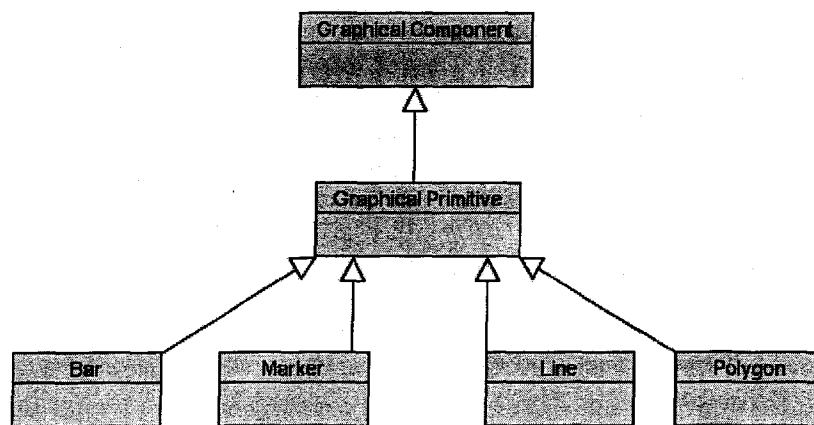 Graphical Component
Graphical Primitive
Bar
Marker
Line
Polygon